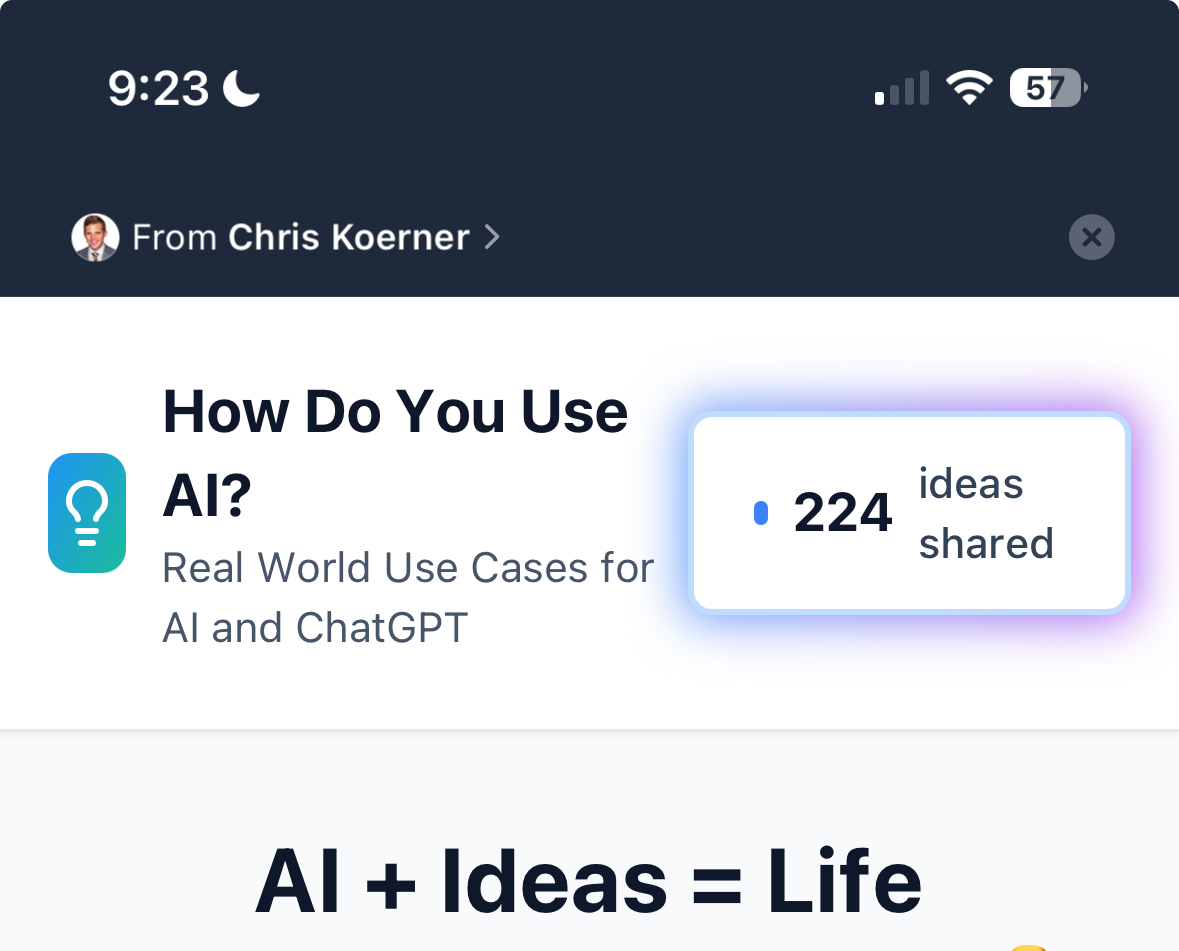 9:23
57
From Chris Koerner
How Do You Use
AI?
Real World Use Cases for
AI and ChatGPT
224
ideas
shared
AI + Ideas = Life